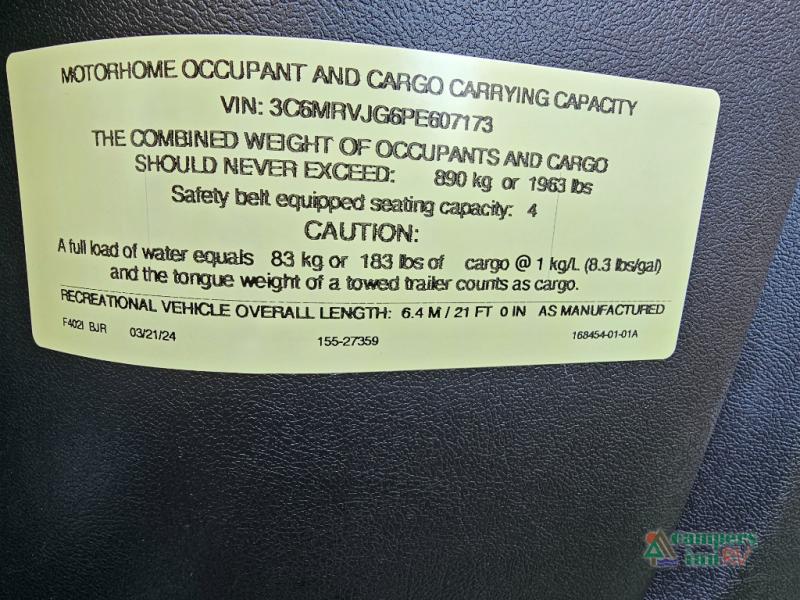 MOTORHOME OCCUPANT AND CARGO CARRYING CAPACITY
VIN: 3C6MRVJG6PE607173
THE COMBINED WEIGHT OF OCCUPANTS AND CARGO
SHOULD NEVER EXCEED: 890 kg or 1963 lbs
Safety belt equipped seating capacity: 4
CAUTION:
A full load of water equals 83 kg or 183 lbs of cargo @ 1 kg/L (8.3 lbs/gal)
and the tongue weight of a towed trailer counts as cargo.
RECREATIONAL VEHICLE OVERALL LENGTH: 6.4 M / 21 FT 0 IN AS MANUFACTURED
F402I BJR 03/21/24 155-27359 168454-01-01A
Campers
Inn RV